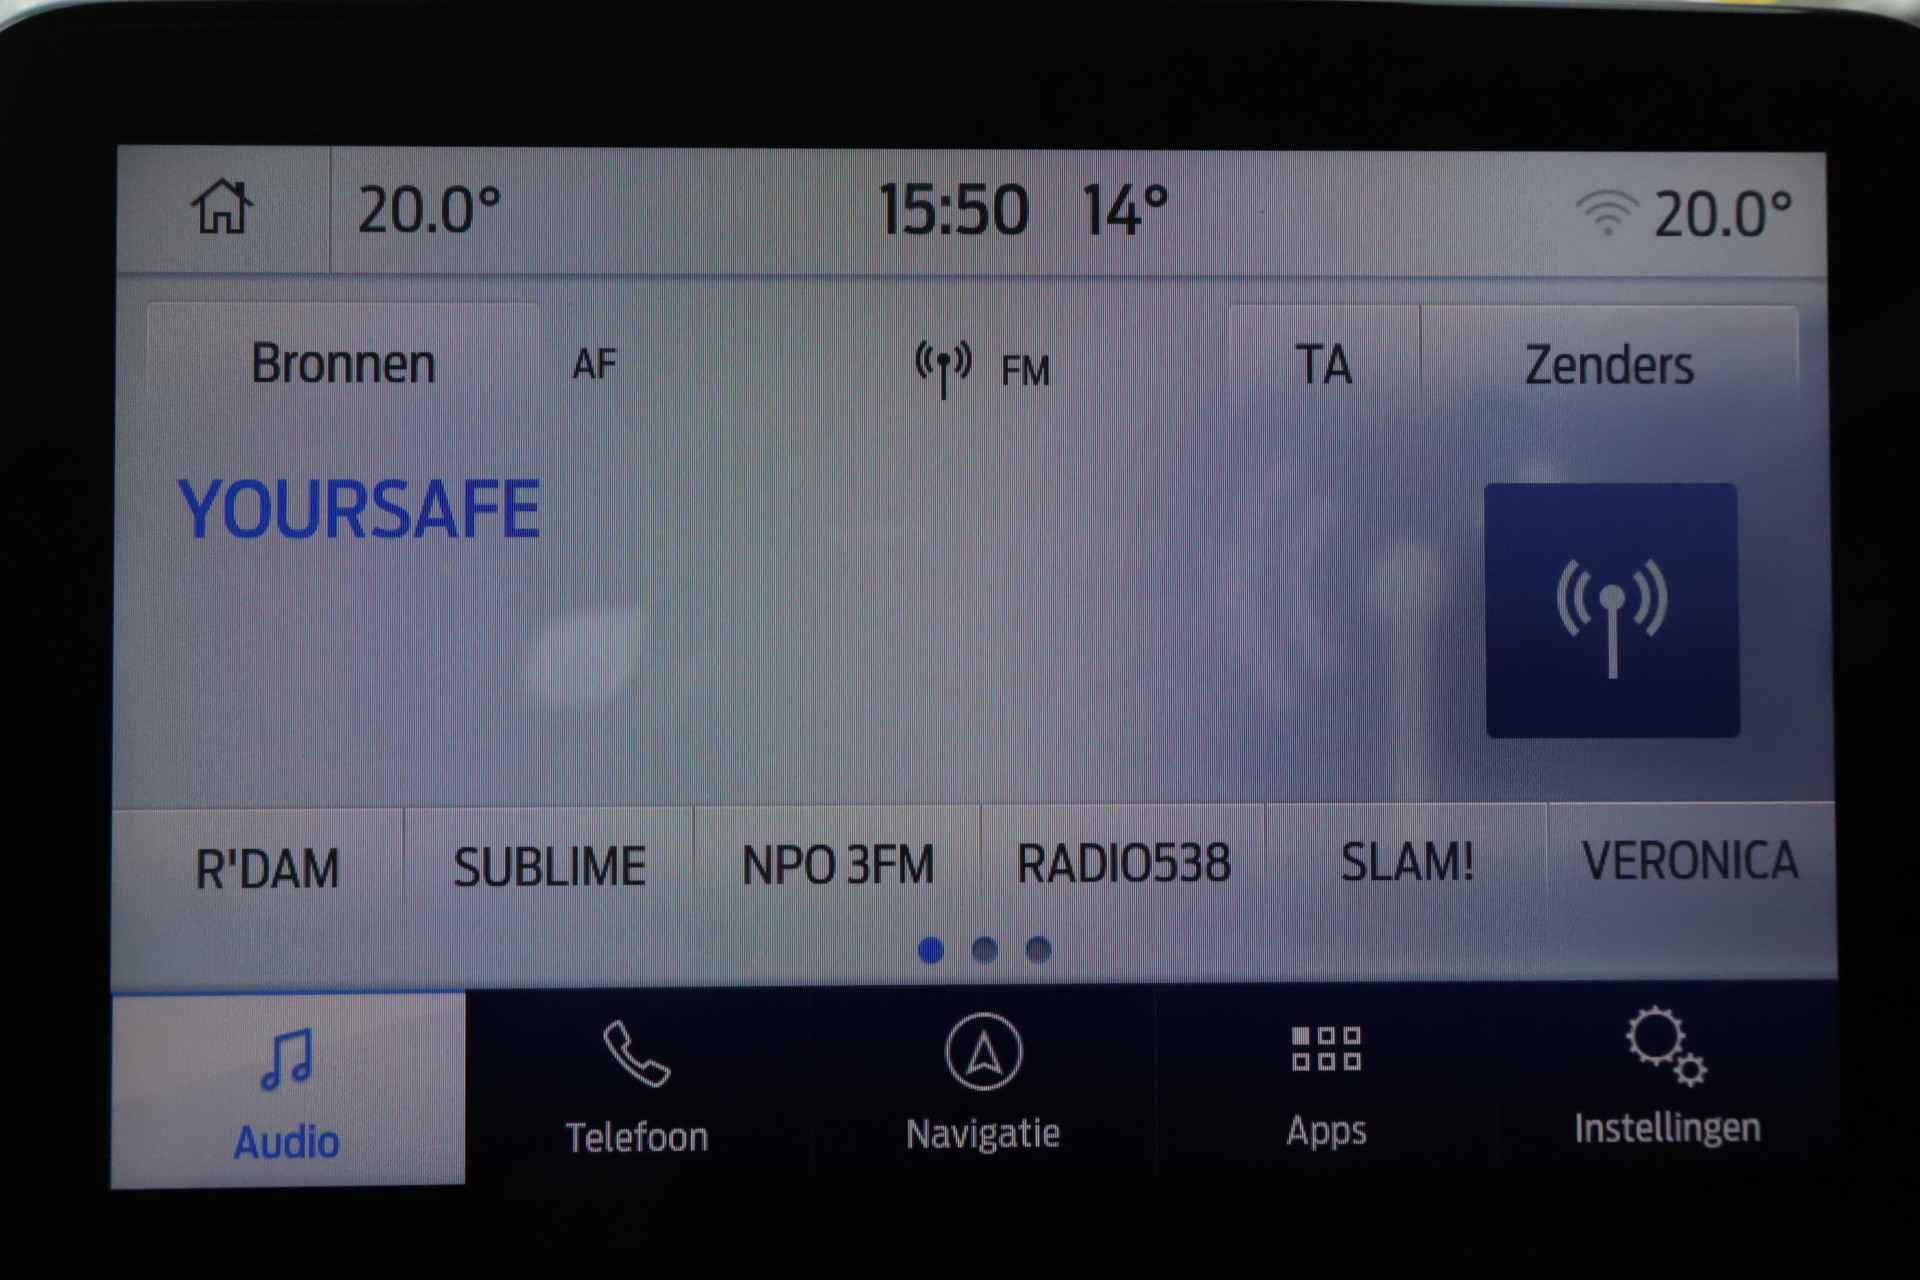 20.0° 15:50 14° 20.0°
Bronnen AF FM TA Zenders
YOURSAFE
R'DAM SUBLIME NPO 3FM RADIO538 SLAM! VERONICA
Audio Telefoon Navigatie Apps Instellingen